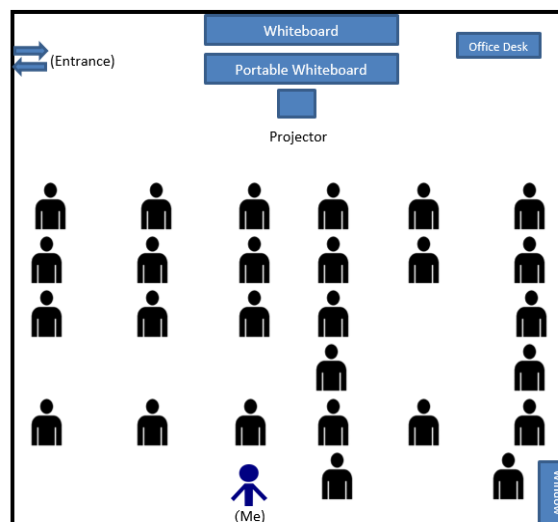 Whiteboard
Office Desk
(Entrance)
Portable Whiteboard
Projector
(Me)